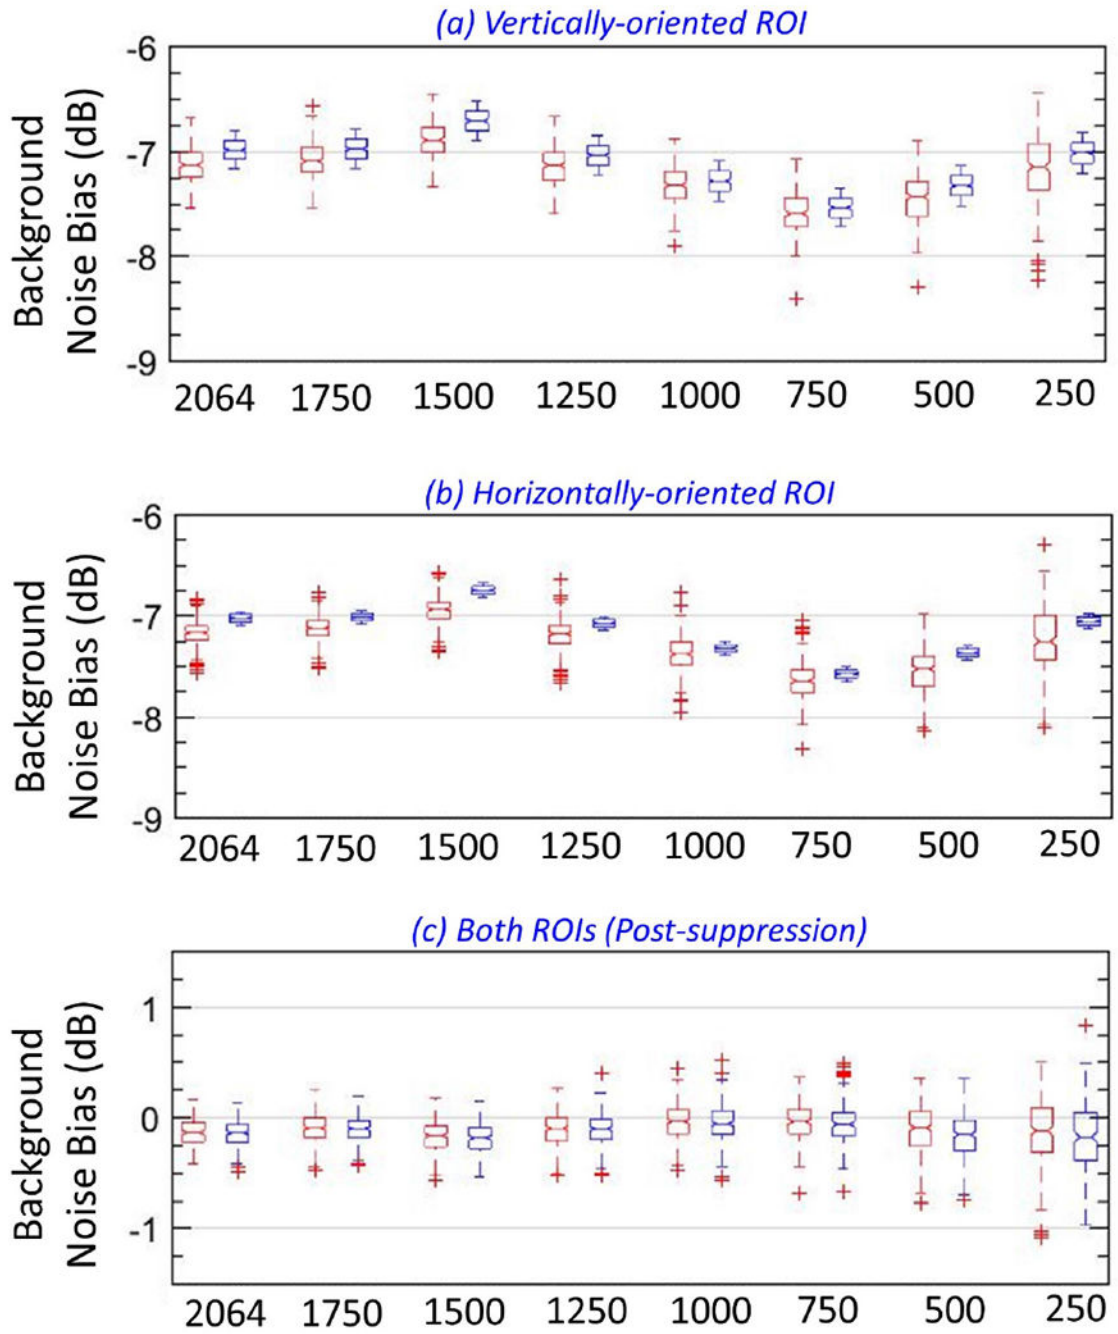 (a) Vertically-oriented ROI
Background
Noise Bias (dB)
-6
-7
-8
-9
2064 1750 1500 1250 1000 750 500 250
(b) Horizontally-oriented ROI
Background
Noise Bias (dB)
-6
-7
-8
-9
2064 1750 1500 1250 1000 750 500 250
(c) Both ROIs (Post-suppression)
Background
Noise Bias (dB)
1
0
-1
2064 1750 1500 1250 1000 750 500 250